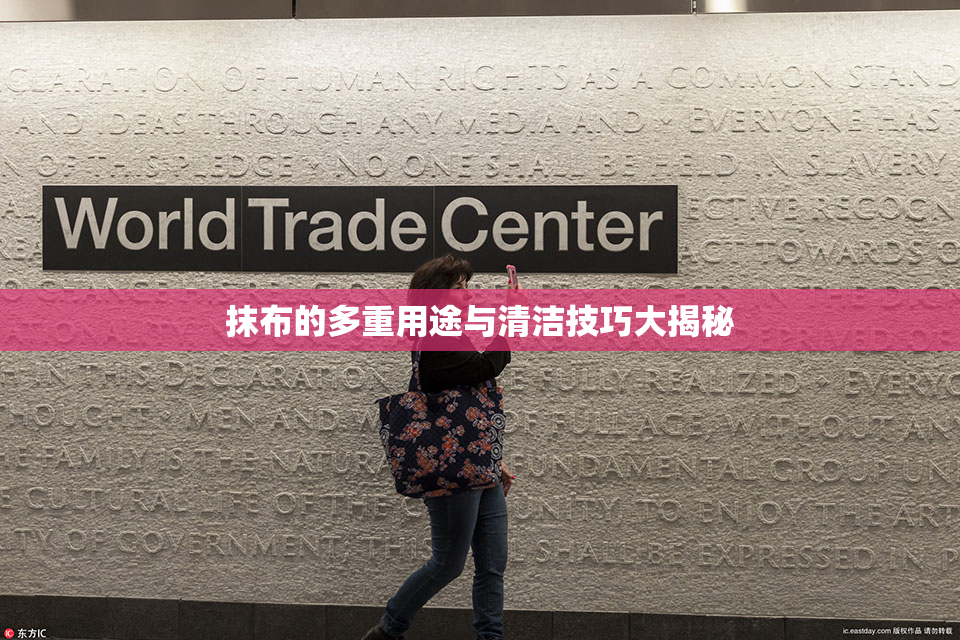 CLARATION OF HUMAN RIGHTS AS A COMMON STAND
AND IDEAS THROUGH ANY MEDIA AND EVERYONE HAS
OF THIS PLEDGE NO ONE SHALL BE HELD IN SLAVERY
World Trade Center
ECTIVE RECOGN
ACT TOWARDS O
抹布的多重用途与清洁技巧大揭秘
IN THIS DECLARATION FULLY REALIZED EVERY
THOUGHT MEN AND OF FULL AGE, WITHO
FAMILY IS THE NATURA FUNDAMENTAL GROUP
CULTURAL LIFE OF THE UNITY, TO ENJOY THE ART
TY OF GOVERNMENT; THIS SHALL BE EXPRESSED IN P
东方IC
ic.eastday.com 版权作品 请勿转载